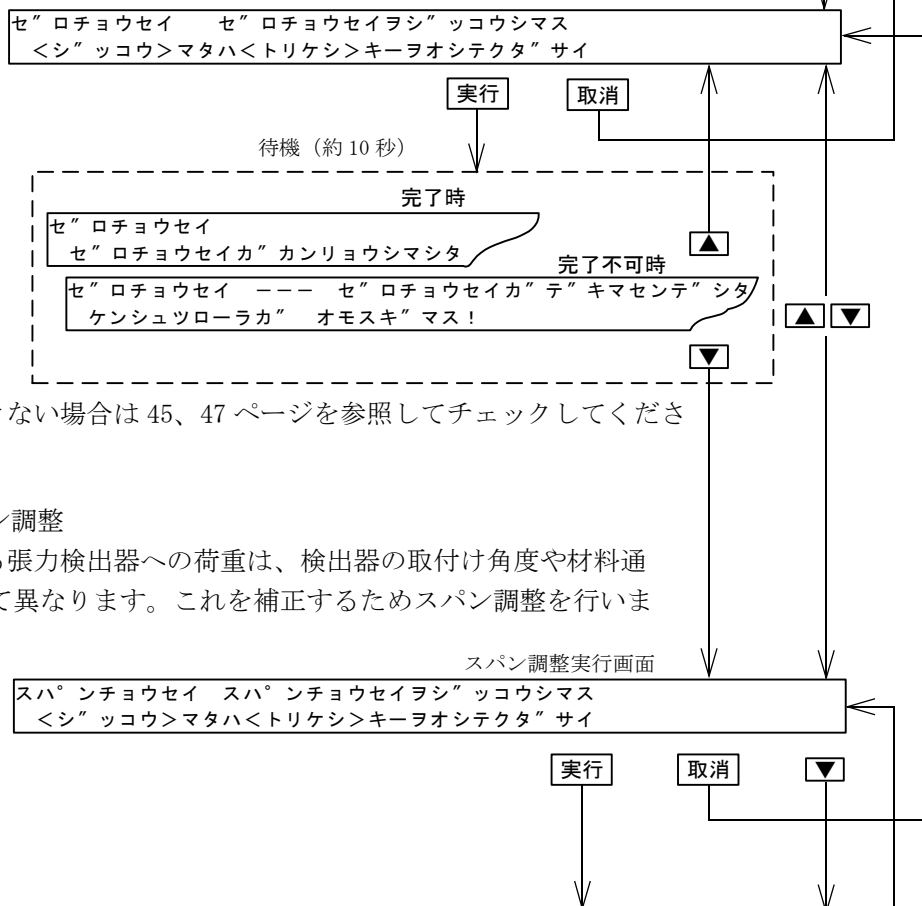 セ゛ロチョウセイ　　セ゛ロチョウセイヲシ゛ッコウシマス
＜シ゛ッコウ＞マタハ＜トリケシ＞キーヲオシテクタ゛サイ
実行　取消
待機（約10秒）
完了時
セ゛ロチョウセイ
セ゛ロチョウセイカ゛カンリョウシマシタ
▲
完了不可時
セ゛ロチョウセイ　ーーー　セ゛ロチョウセイカ゛テ゛キマセンテ゛シタ
ケンシュツローラカ゛　オモスキ゛マス！
▲ ▼
▼
ない場合は45、47ページを参照してチェックしてくださ
調整
張力検出器への荷重は、検出器の取付け角度や材料通
て異なります。これを補正するためスパン調整を行いま
スパン調整実行画面
スハ゜ンチョウセイ　スハ゜ンチョウセイヲシ゛ッコウシマス
＜シ゛ッコウ＞マタハ＜トリケシ＞キーヲオシテクタ゛サイ
実行　取消　▼